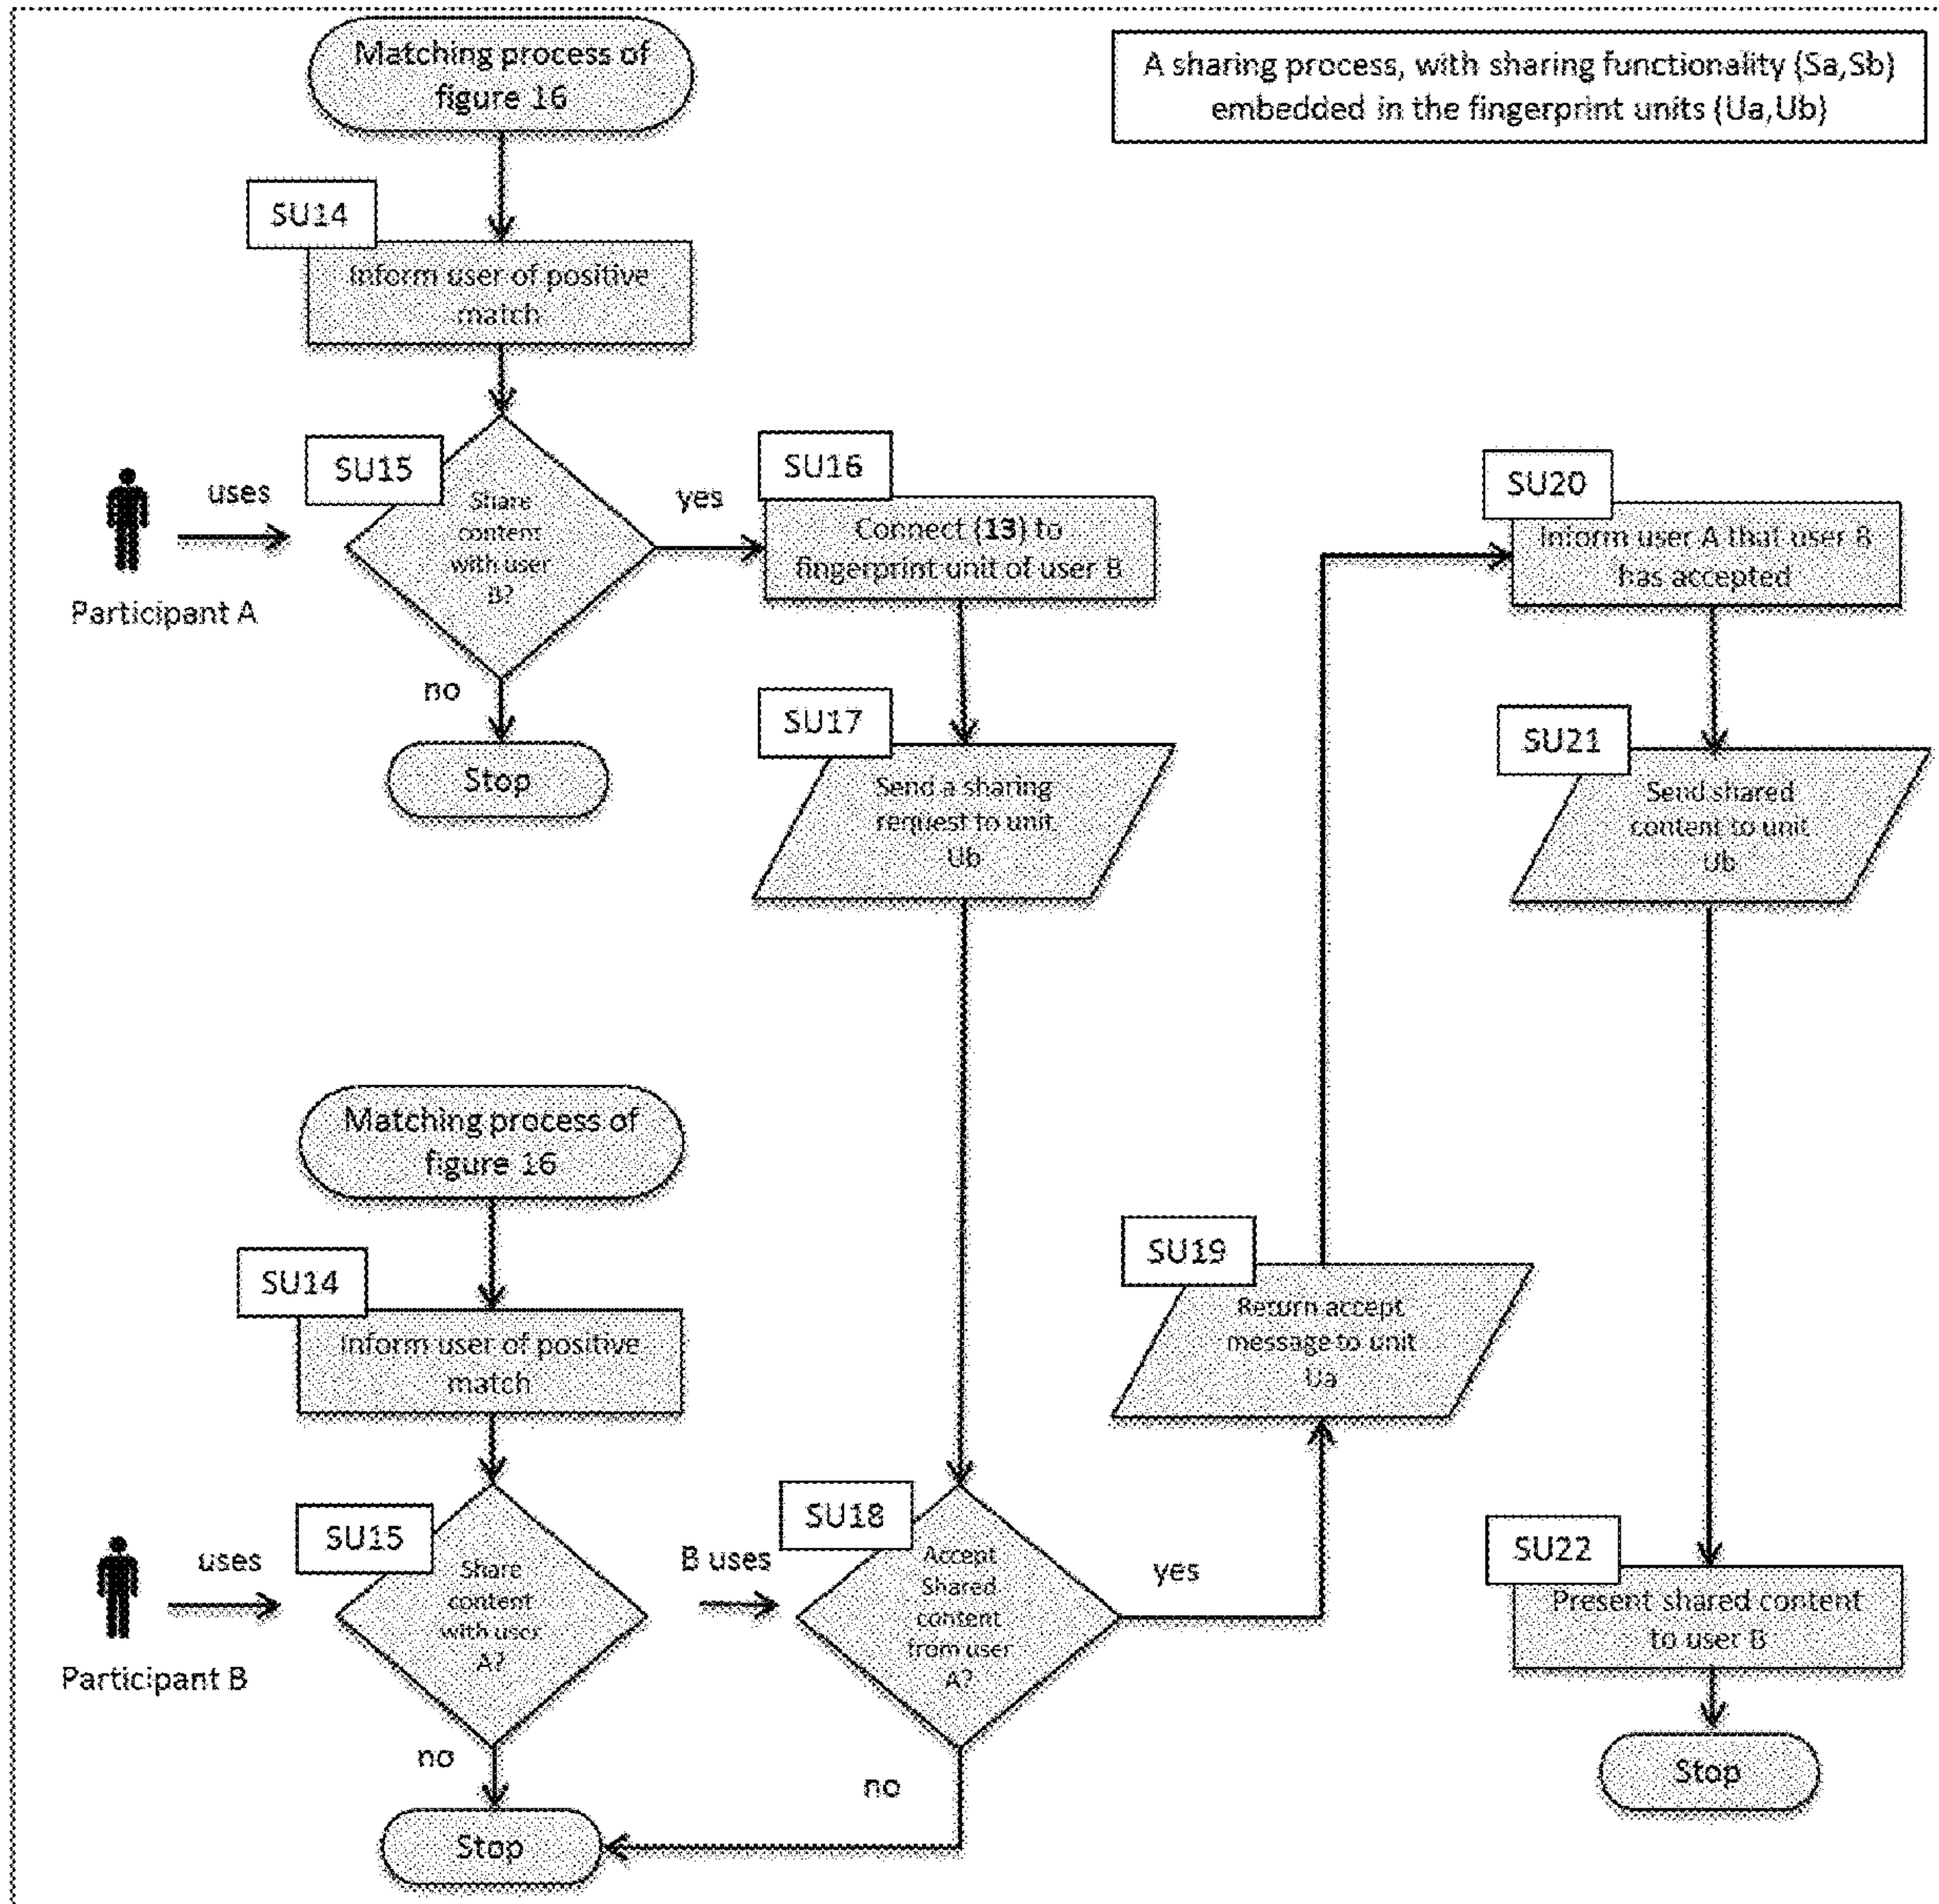 Matching process of
figure 16
A sharing process, with sharing functionality (Sa,Sb)
embedded in the fingerprint units (Ua,Ub)
SU14
Inform user of positive
match
SU15
Share
content
with user
B?
uses
Participant A
yes
no
Stop
SU16
Connect (13) to
fingerprint unit of user B
SU17
Send a sharing
request to unit
Ub
SU20
Inform user A that user B
has accepted
SU21
Send shared
content to unit
Ub
Matching process of
figure 16
SU14
Inform user of positive
match
SU15
Share
content
with user
A?
uses
Participant B
no
Stop
B uses
SU18
Accept
Shared
content
from user
A?
yes
no
SU19
Return accept
message to unit
Ua
SU22
Present shared content
to user B
Stop